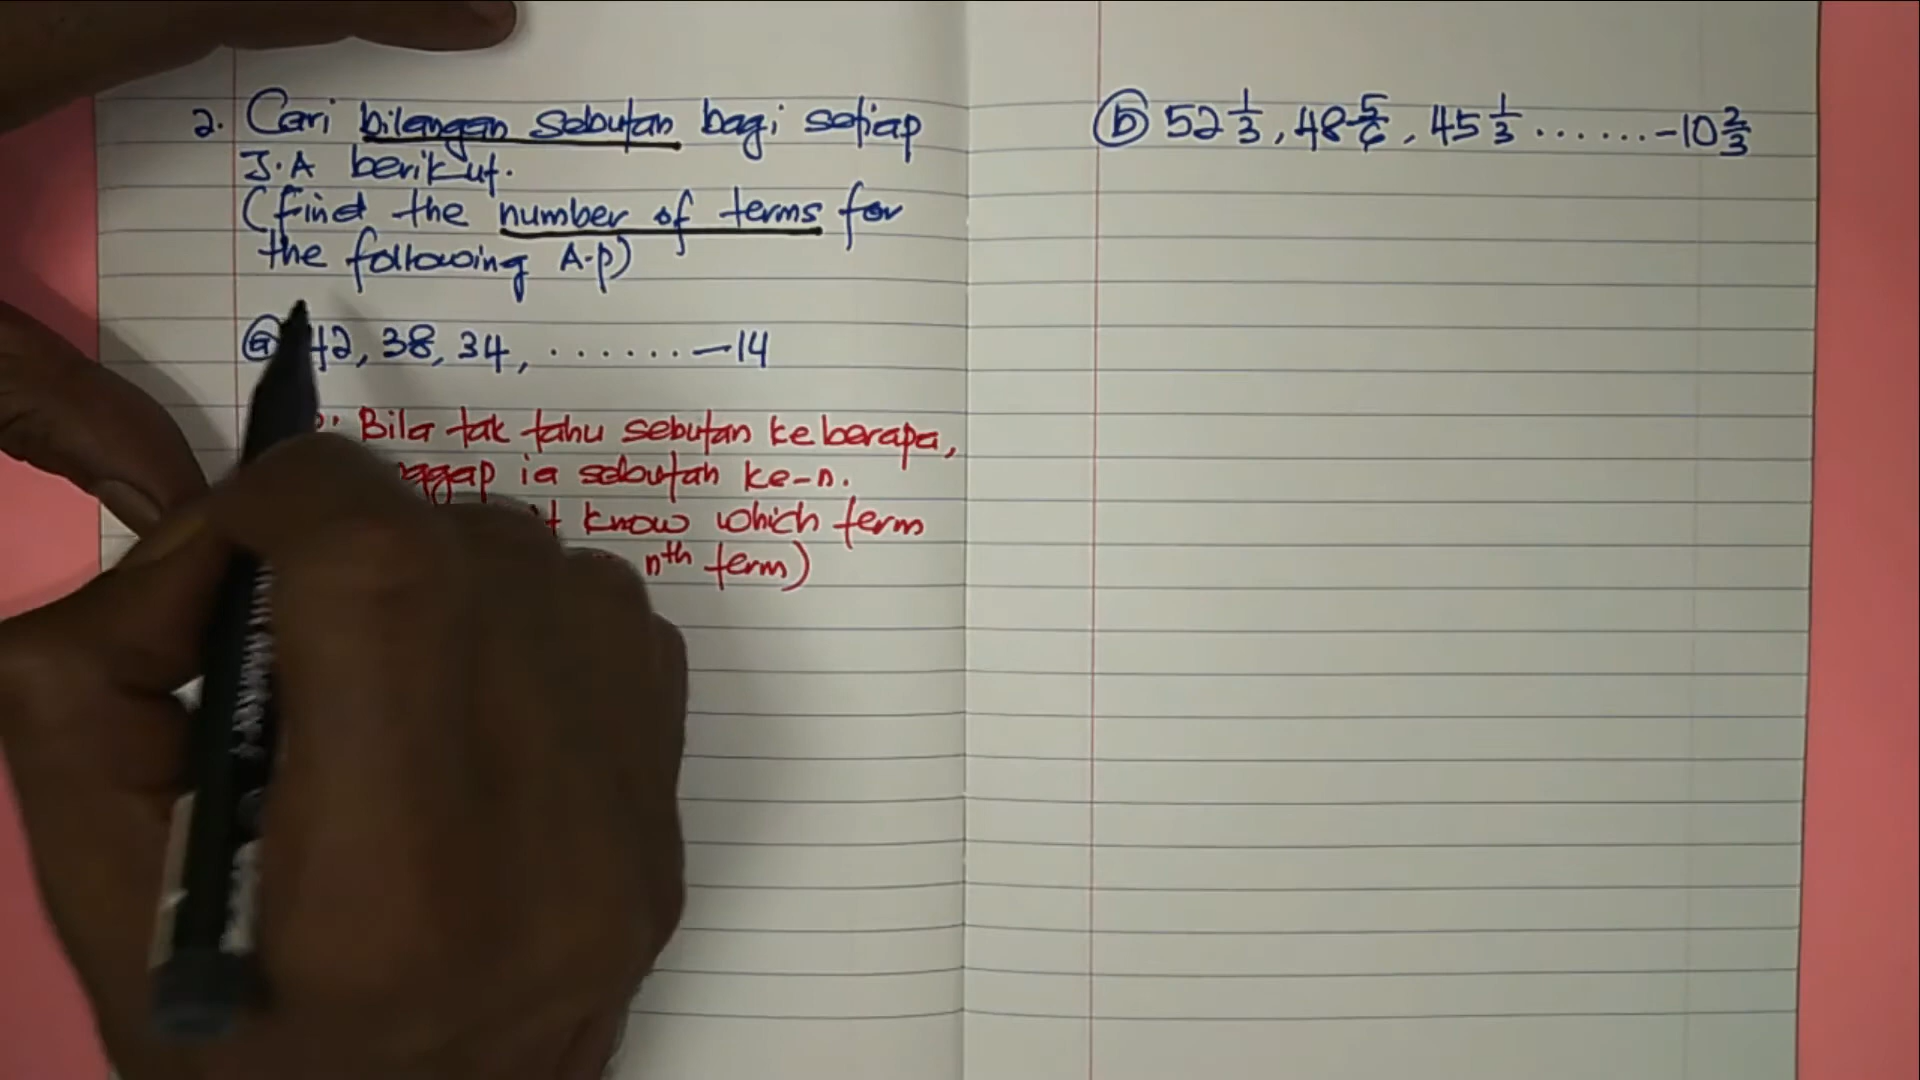 2. Cari bilangan sebutan bagi setiap
J.A berikut.
(Find the number of terms for
the following A.P)
(a) 42, 38, 34, ....... -14
Bila tak tahu sebutan keberapa,
ia sebutan ke-n.
know which term
nth term)
(b) 52 1/3, 48 5/6, 45 1/3 ...... -10 2/3